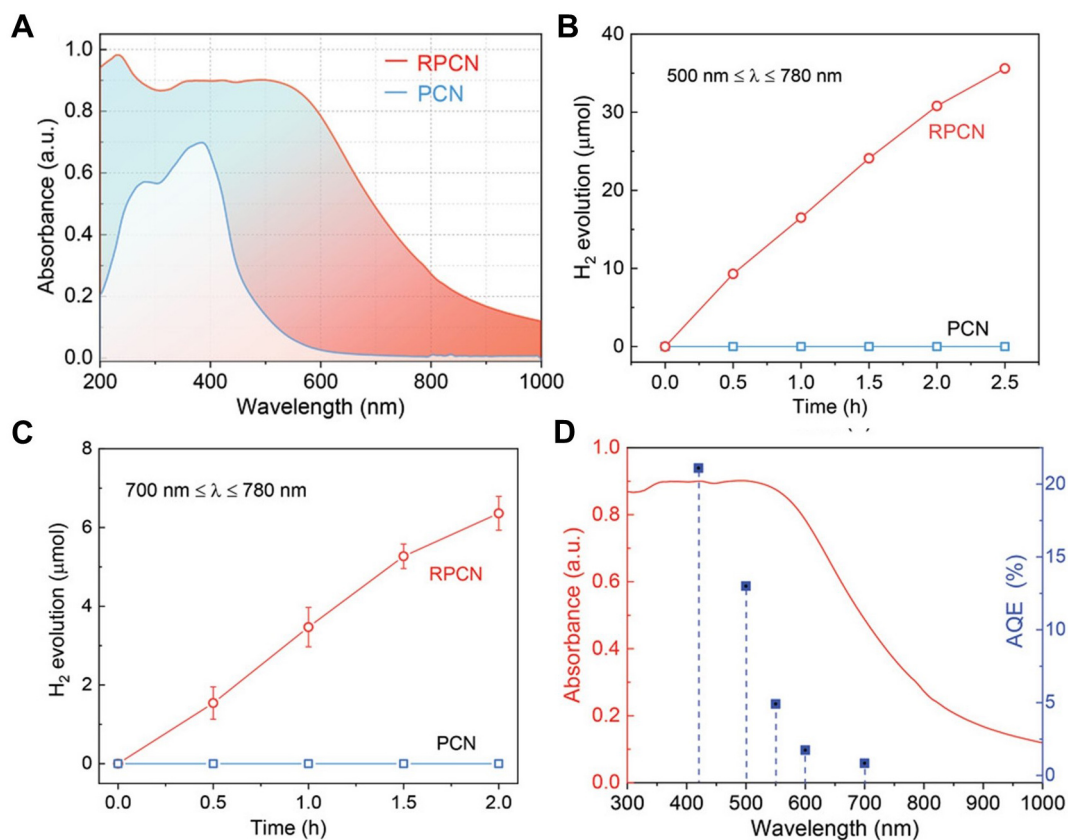 A
1.0
0.8
0.6
0.4
0.2
0.0
Absorbance (a.u.)
RPCN
PCN
200
400
600
800
1000
Wavelength (nm)
B
40
30
20
10
0
H2 evolution (μmol)
500 nm ≤ λ ≤ 780 nm
RPCN
PCN
0.0
0.5
1.0
1.5
2.0
2.5
Time (h)
C
8
6
4
2
0
H2 evolution (μmol)
700 nm ≤ λ ≤ 780 nm
RPCN
PCN
0.0
0.5
1.0
1.5
2.0
Time (h)
D
1.0
0.8
0.6
0.4
0.2
0.0
Absorbance (a.u.)
20
15
10
5
0
AQE (%)
300
400
500
600
700
800
900
1000
Wavelength (nm)